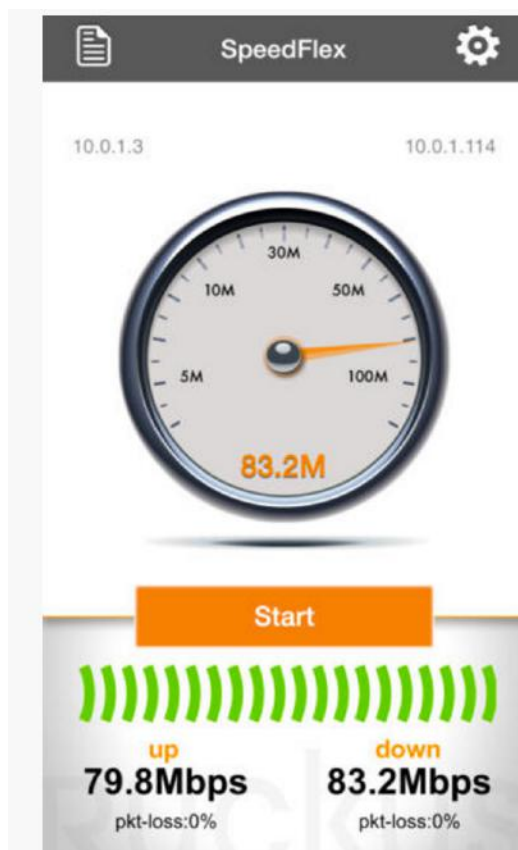 SpeedFlex
10.0.1.3 10.0.1.114
30M
10M 50M
5M 100M
83.2M
Start
up down
79.8Mbps 83.2Mbps
pkt-loss:0% pkt-loss:0%
RUCKUS